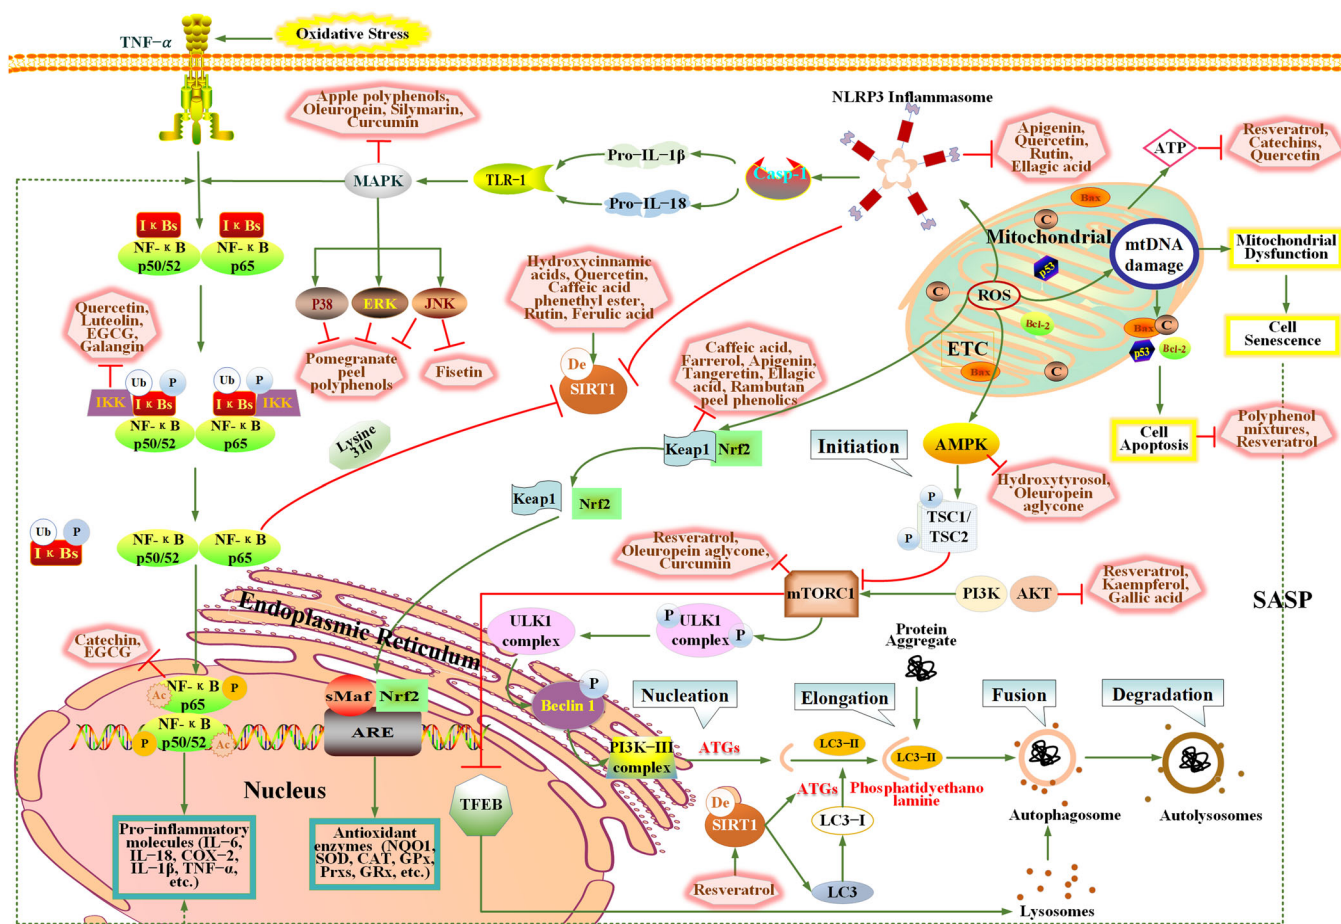 TNF-α
Oxidative Stress
Apple polyphenols,
Oleuropein, Silymarin,
Curcumin
MAPK
TLR-1
Pro-IL-1β
Pro-IL-18
Casp-1
NLRP3 Inflammasome
Apigenin,
Quercetin,
Rutin,
Ellagic acid
ATP
Resveratrol,
Catechins,
Quercetin
IκBs
IκBs
NF-κB
p50/52
NF-κB
p65
P38
ERK
JNK
Pomegranate
peel
polyphenols
Fisetin
Hydroxycinnamic
acids, Quercetin,
Caffeic acid
phenethyl ester,
Rutin, Ferulic acid
De
SIRT1
Mitochondrial
Bax
C
p53
ROS
C
Bcl-2
ETC
Bax
C
mtDNA
damage
Mitochondrial
Dysfunction
Cell
Senescence
Bax
C
p53
Bcl-2
Cell
Apoptosis
Polyphenol
mixtures,
Resveratrol
Quercetin,
Luteolin,
EGCG,
Galangin
IKK
Ub
P
IκBs
Ub
P
IκBs
IKK
NF-κB
p50/52
NF-κB
p65
Lysine
310
Caffeic acid,
Farrerol, Apigenin,
Tangeretin, Ellagic
acid, Rambutan
peel phenolics
Keap1
Nrf2
Keap1
Nrf2
Initiation
AMPK
Hydroxytyrosol,
Oleuropein
aglycone
P
P
TSC1/
TSC2
Ub
P
IκBs
NF-κB
p50/52
NF-κB
p65
Resveratrol,
Oleuropein aglycone,
Curcumin
mTORC1
PI3K
AKT
Resveratrol,
Kaempferol,
Gallic acid
SASP
Endoplasmic Reticulum
ULK1
complex
P
ULK1
complex
P
Protein
Aggregate
Catechin,
EGCG
Ac
NF-κB
p65
P
NF-κB
p50/52
P
Ac
sMaf
Nrf2
ARE
P
Beclin 1
PI3K-III
complex
Nucleation
Elongation
Fusion
Degradation
ATGs
LC3-II
LC3-II
ATGs
Phosphatidyethano
lamine
LC3-I
LC3
De
SIRT1
Resveratrol
Autophagosome
Autolysosomes
Lysosomes
TFEB
Nucleus
Pro-inflammatory
molecules (IL-6,
IL-18, COX-2,
IL-1β, TNF-α,
etc.)
Antioxidant
enzymes (NQO1,
SOD, CAT, GPx,
Prxs, GRx, etc.)